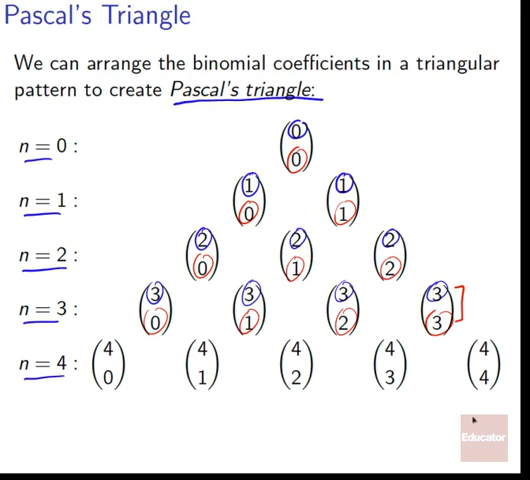 Pascal's Triangle
We can arrange the binomial coefficients in a triangular
pattern to create Pascal's triangle:
n = 0 : (0 0)
n = 1 : (1 0) (1 1)
n = 2 : (2 0) (2 1) (2 2)
n = 3 : (3 0) (3 1) (3 2) (3 3)
n = 4 : (4 0) (4 1) (4 2) (4 3) (4 4)
Educator